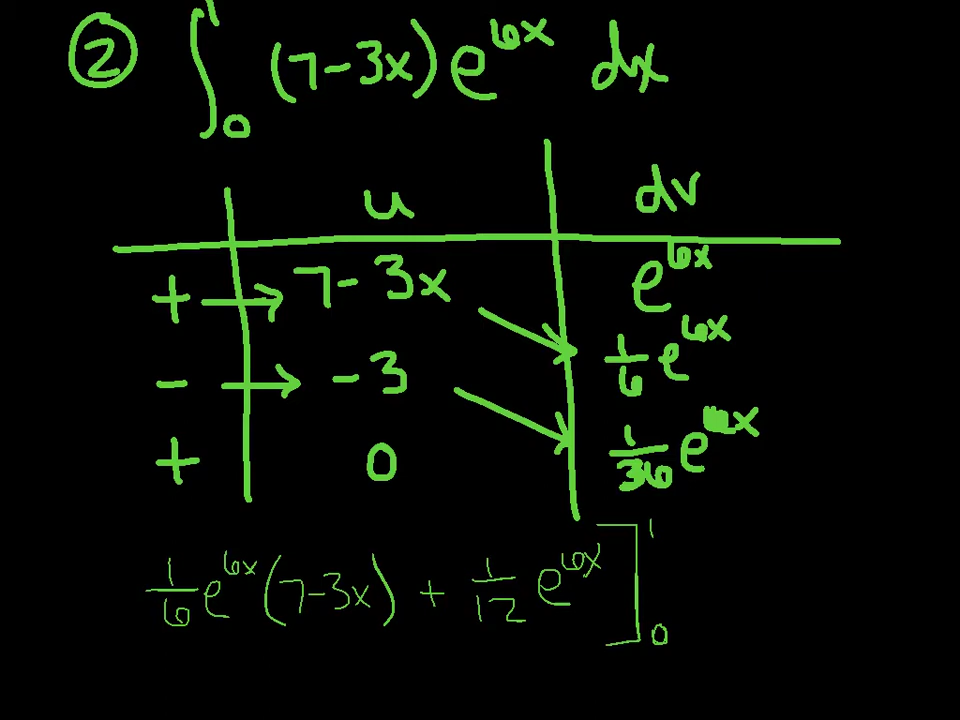 ② ∫₀¹ (7-3x) e^{6x} dx
u dv
+ → 7-3x e^{6x}
- → -3 1/6 e^{6x}
+ 0 1/36 e^{6x}
1/6 e^{6x} (7-3x) + 1/12 e^{6x} ]₀¹